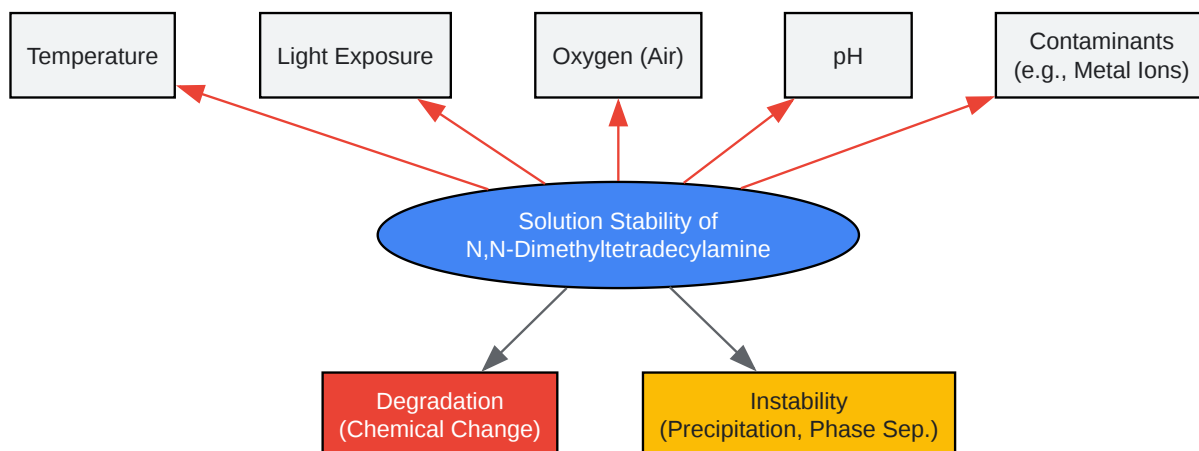 Temperature
Light Exposure
Oxygen (Air)
pH
Contaminants
(e.g., Metal Ions)
Solution Stability of
N,N-Dimethyltetradecylamine
Degradation
(Chemical Change)
Instability
(Precipitation, Phase Sep.)